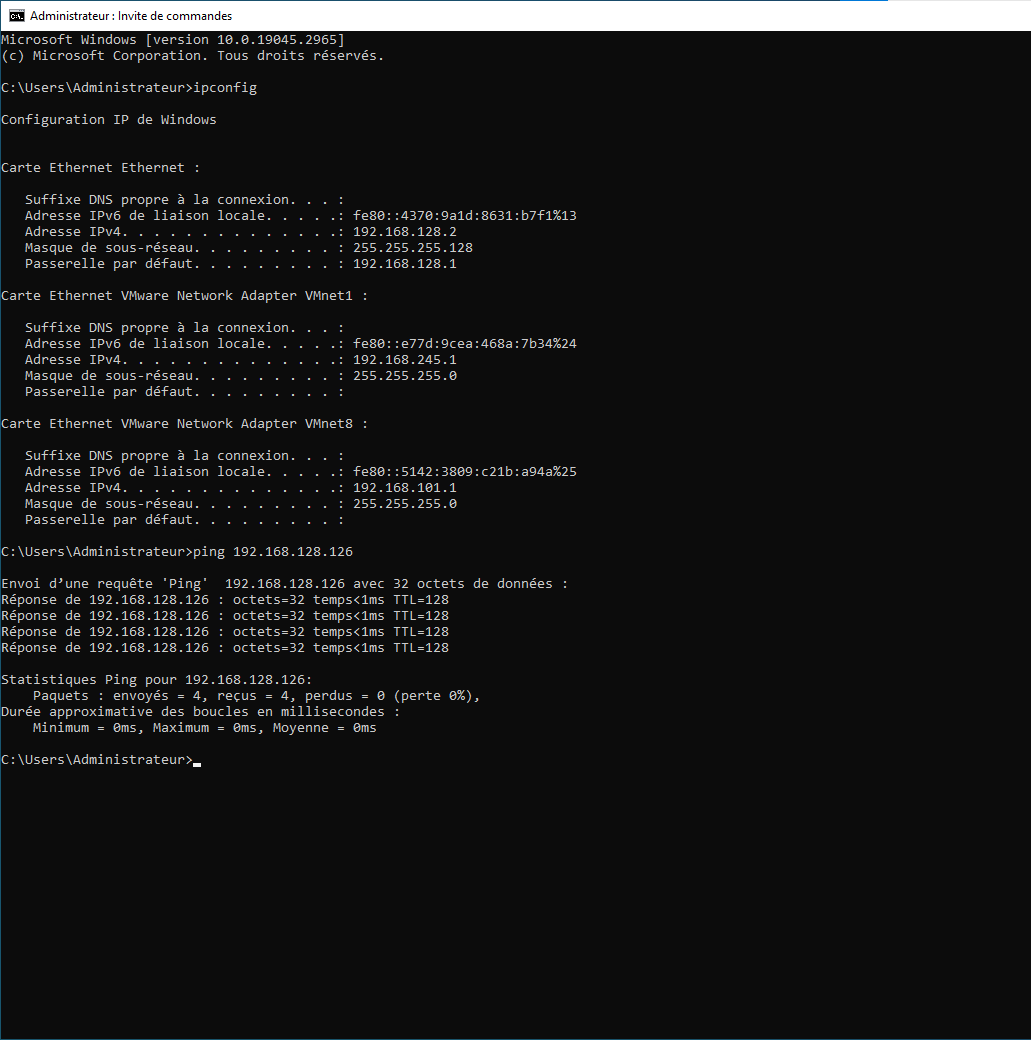 Administrateur : Invite de commandes
Microsoft Windows [version 10.0.19045.2965]
(c) Microsoft Corporation. Tous droits réservés.
C:\Users\Administrateur>ipconfig
Configuration IP de Windows
Carte Ethernet Ethernet :
   Suffixe DNS propre à la connexion. . . :
   Adresse IPv6 de liaison locale. . . . .: fe80::4370:9a1d:8631:b7f1%13
   Adresse IPv4. . . . . . . . . . . . . .: 192.168.128.2
   Masque de sous-réseau. . . . . . . . . : 255.255.255.128
   Passerelle par défaut. . . . . . . . . : 192.168.128.1
Carte Ethernet VMware Network Adapter VMnet1 :
   Suffixe DNS propre à la connexion. . . :
   Adresse IPv6 de liaison locale. . . . .: fe80::e77d:9cea:468a:7b34%24
   Adresse IPv4. . . . . . . . . . . . . .: 192.168.245.1
   Masque de sous-réseau. . . . . . . . . : 255.255.255.0
   Passerelle par défaut. . . . . . . . . :
Carte Ethernet VMware Network Adapter VMnet8 :
   Suffixe DNS propre à la connexion. . . :
   Adresse IPv6 de liaison locale. . . . .: fe80::5142:3809:c21b:a94a%25
   Adresse IPv4. . . . . . . . . . . . . .: 192.168.101.1
   Masque de sous-réseau. . . . . . . . . : 255.255.255.0
   Passerelle par défaut. . . . . . . . . :
C:\Users\Administrateur>ping 192.168.128.126
Envoi d’une requête 'Ping'  192.168.128.126 avec 32 octets de données :
Réponse de 192.168.128.126 : octets=32 temps<1ms TTL=128
Réponse de 192.168.128.126 : octets=32 temps<1ms TTL=128
Réponse de 192.168.128.126 : octets=32 temps<1ms TTL=128
Réponse de 192.168.128.126 : octets=32 temps<1ms TTL=128
Statistiques Ping pour 192.168.128.126:
    Paquets : envoyés = 4, reçus = 4, perdus = 0 (perte 0%),
Durée approximative des boucles en millisecondes :
    Minimum = 0ms, Maximum = 0ms, Moyenne = 0ms
C:\Users\Administrateur>